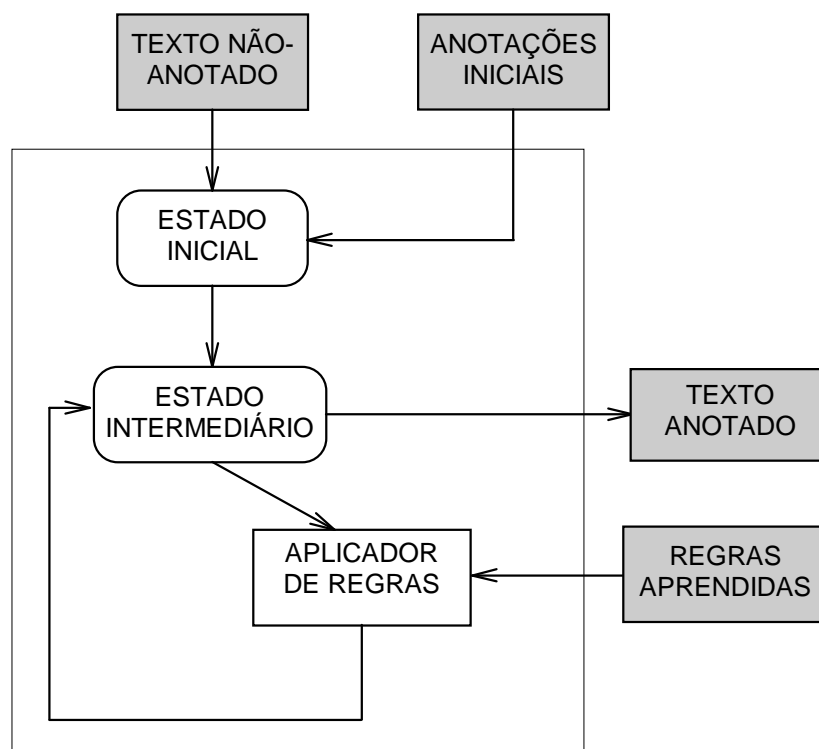 TEXTO NÃO-
ANOTADO
ANOTAÇÕES
INICIAIS
ESTADO
INICIAL
ESTADO
INTERMEDIÁRIO
TEXTO
ANOTADO
APLICADOR
DE REGRAS
REGRAS
APRENDIDAS